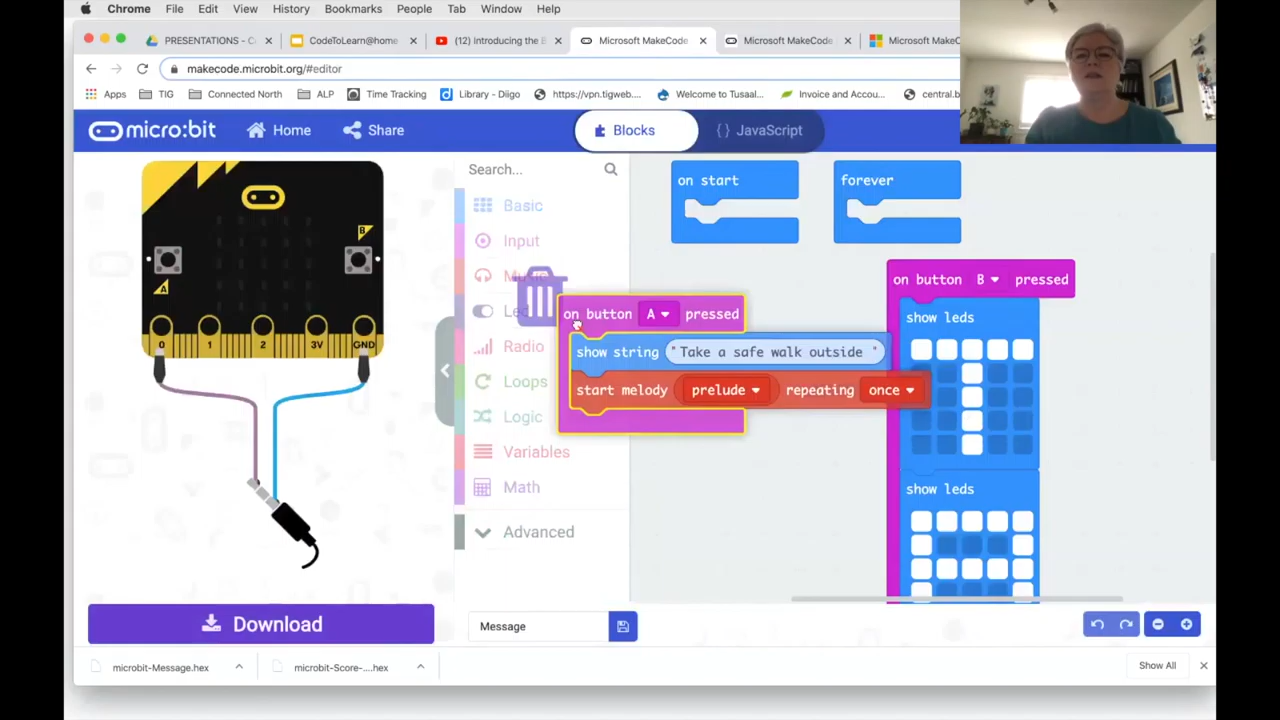 Chrome File Edit View History Bookmarks People Tab Window Help
PRESENTATIONS - C
CodeToLearn@home
(12) Introducing the
Microsoft MakeCode
Microsoft MakeCode
Microsoft MakeC
makecode.microbit.org/#editor
Apps TIG Connected North ALP Time Tracking Library - Diigo https://vpn.tigweb.... Welcome to Tusaal... Invoice and Accou... central.b
micro:bit Home Share Blocks {} JavaScript
Search...
on start
forever
Basic
Input
Music
Radio
Loops
Logic
Variables
Math
Advanced
A
B
0 1 2 3V GND
on button A pressed
show string "Take a safe walk outside "
start melody prelude repeating once
on button B pressed
show leds
show leds
Download
Message
microbit-Message.hex
microbit-Score-....hex
Show All